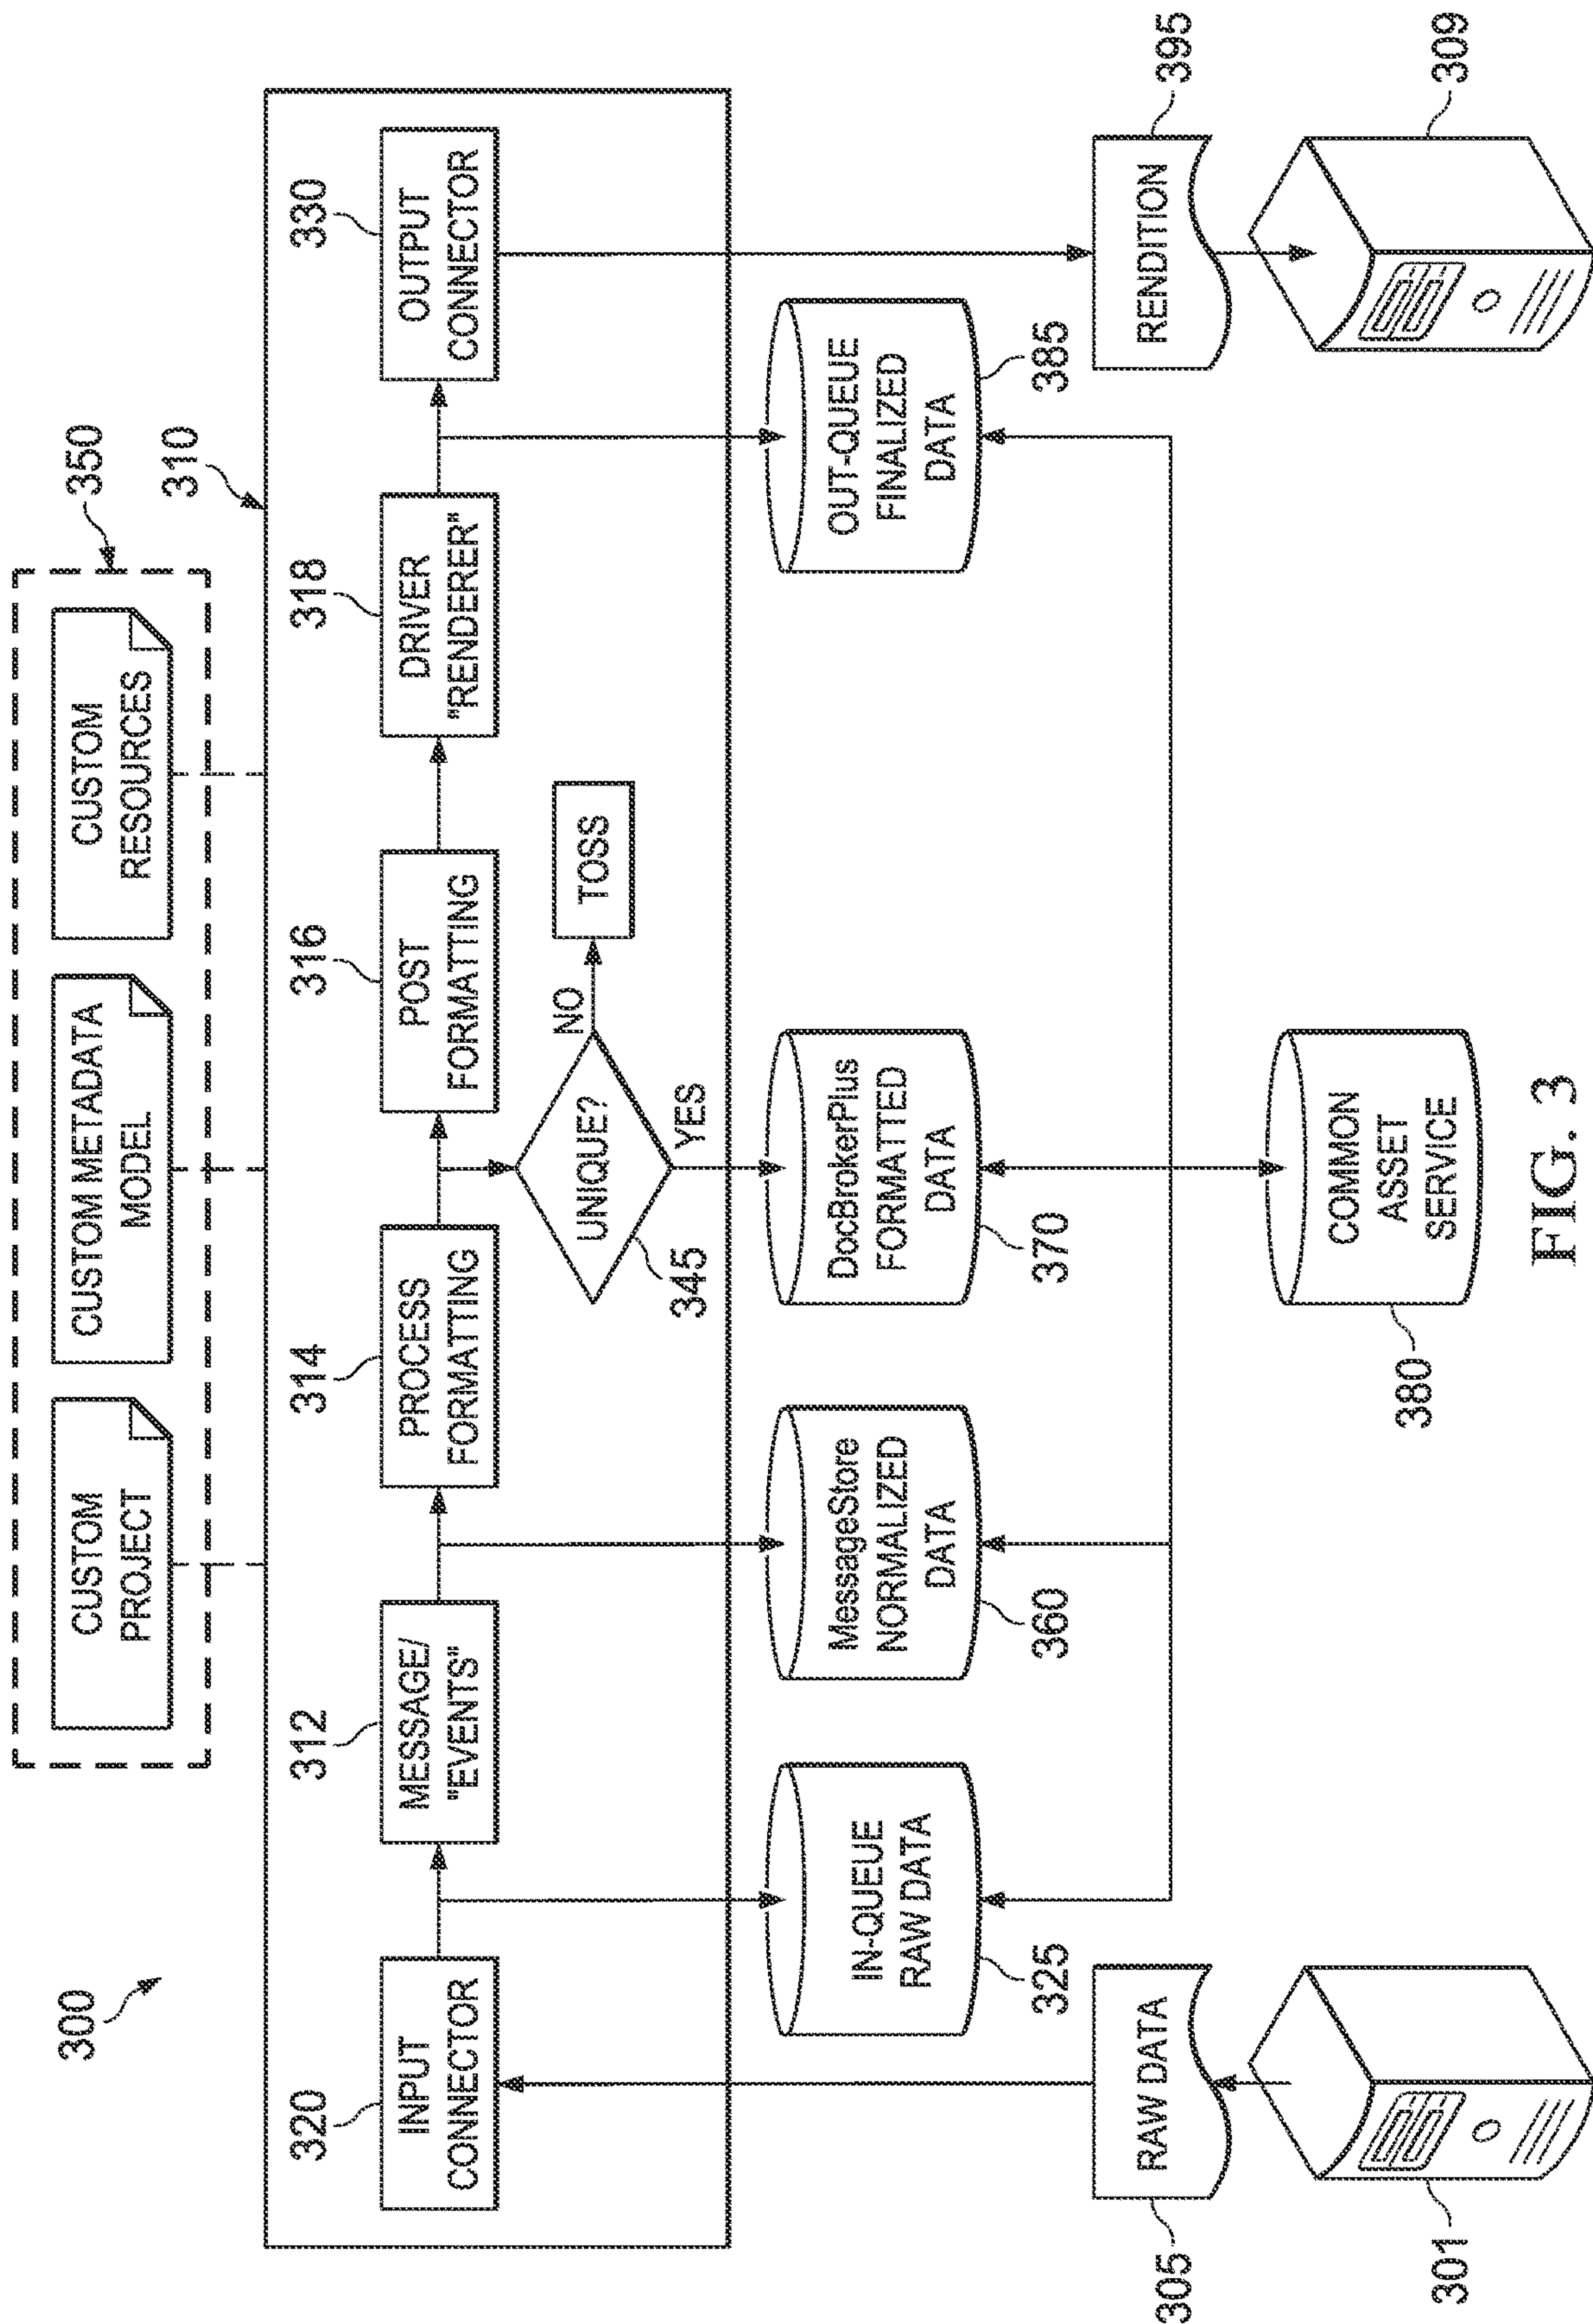 300
350
CUSTOM
PROJECT
CUSTOM METADATA
MODEL
CUSTOM
RESOURCES
310
320
INPUT
CONNECTOR
312
MESSAGE/
"EVENTS"
314
PROCESS
FORMATTING
316
POST
FORMATTING
318
DRIVER
"RENDERER"
330
OUTPUT
CONNECTOR
UNIQUE?
345
NO
TOSS
YES
IN-QUEUE
RAW DATA
325
MessageStore
NORMALIZED
DATA
360
DocBrokerPlus
FORMATTED
DATA
370
OUT-QUEUE
FINALIZED
DATA
385
305
RAW DATA
301
COMMON
ASSET
SERVICE
380
RENDITION
395
309
FIG. 3